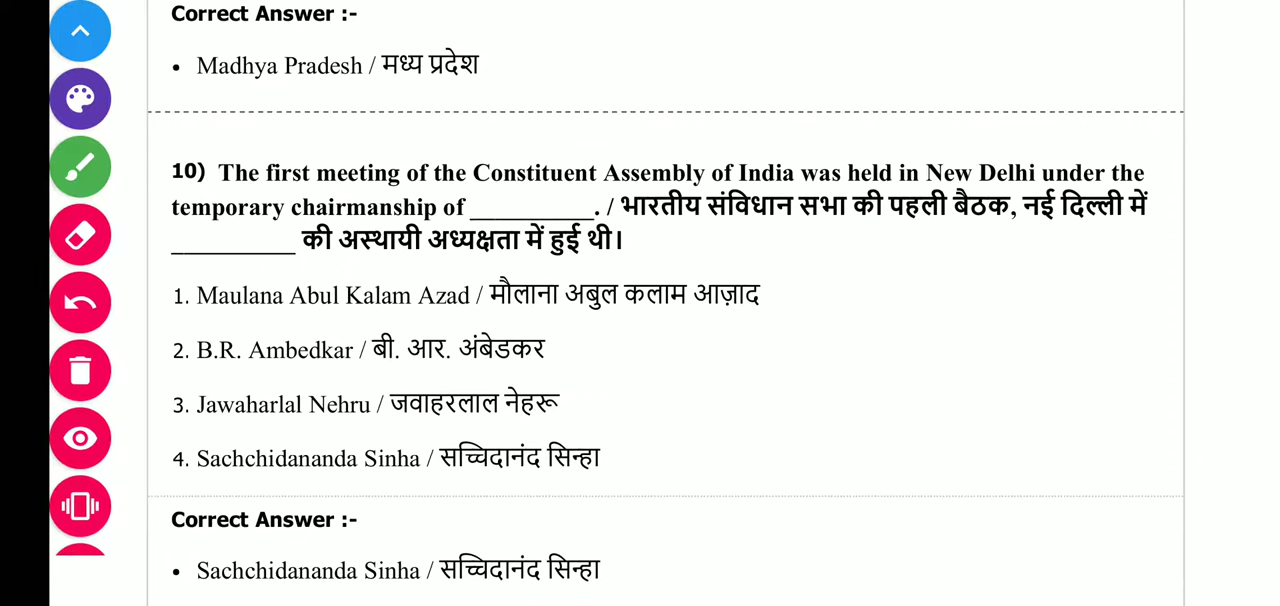 Correct Answer :-
• Madhya Pradesh / मध्य प्रदेश
10) The first meeting of the Constituent Assembly of India was held in New Delhi under the
temporary chairmanship of __________. / भारतीय संविधान सभा की पहली बैठक, नई दिल्ली में
__________ की अस्थायी अध्यक्षता में हुई थी।
1. Maulana Abul Kalam Azad / मौलाना अबुल कलाम आज़ाद
2. B.R. Ambedkar / बी. आर. अंबेडकर
3. Jawaharlal Nehru / जवाहरलाल नेहरू
4. Sachchidananda Sinha / सच्चिदानंद सिन्हा
Correct Answer :-
• Sachchidananda Sinha / सच्चिदानंद सिन्हा